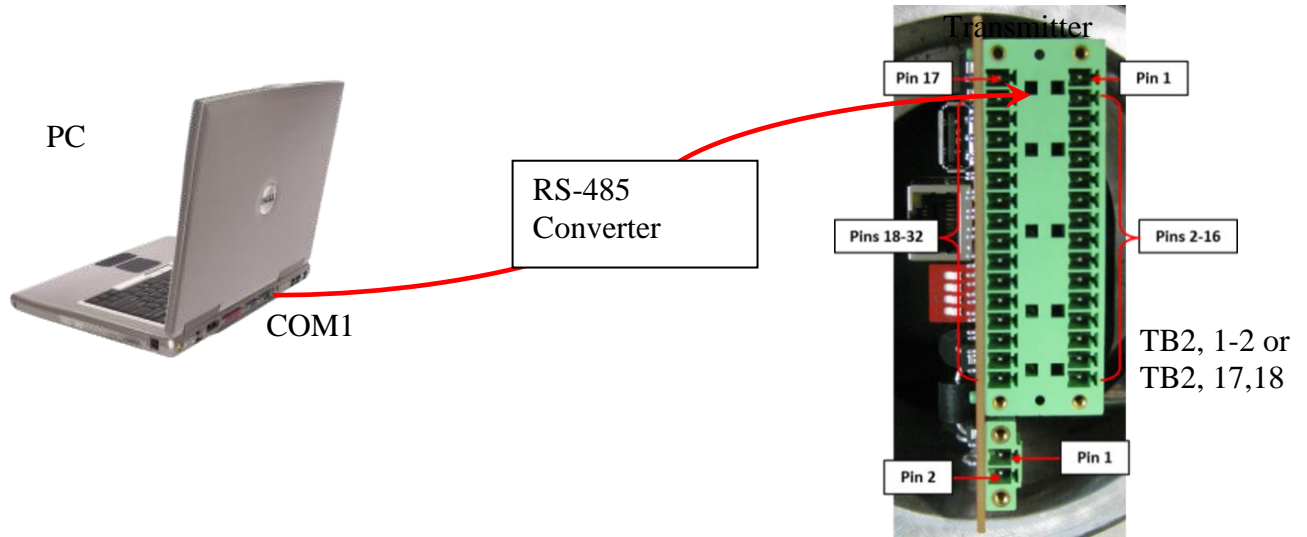 Transmitter
Pin 17
Pin 1
PC
RS-485
Converter
Pins 18-32
Pins 2-16
COM1
TB2, 1-2 or
TB2, 17,18
Pin 1
Pin 2